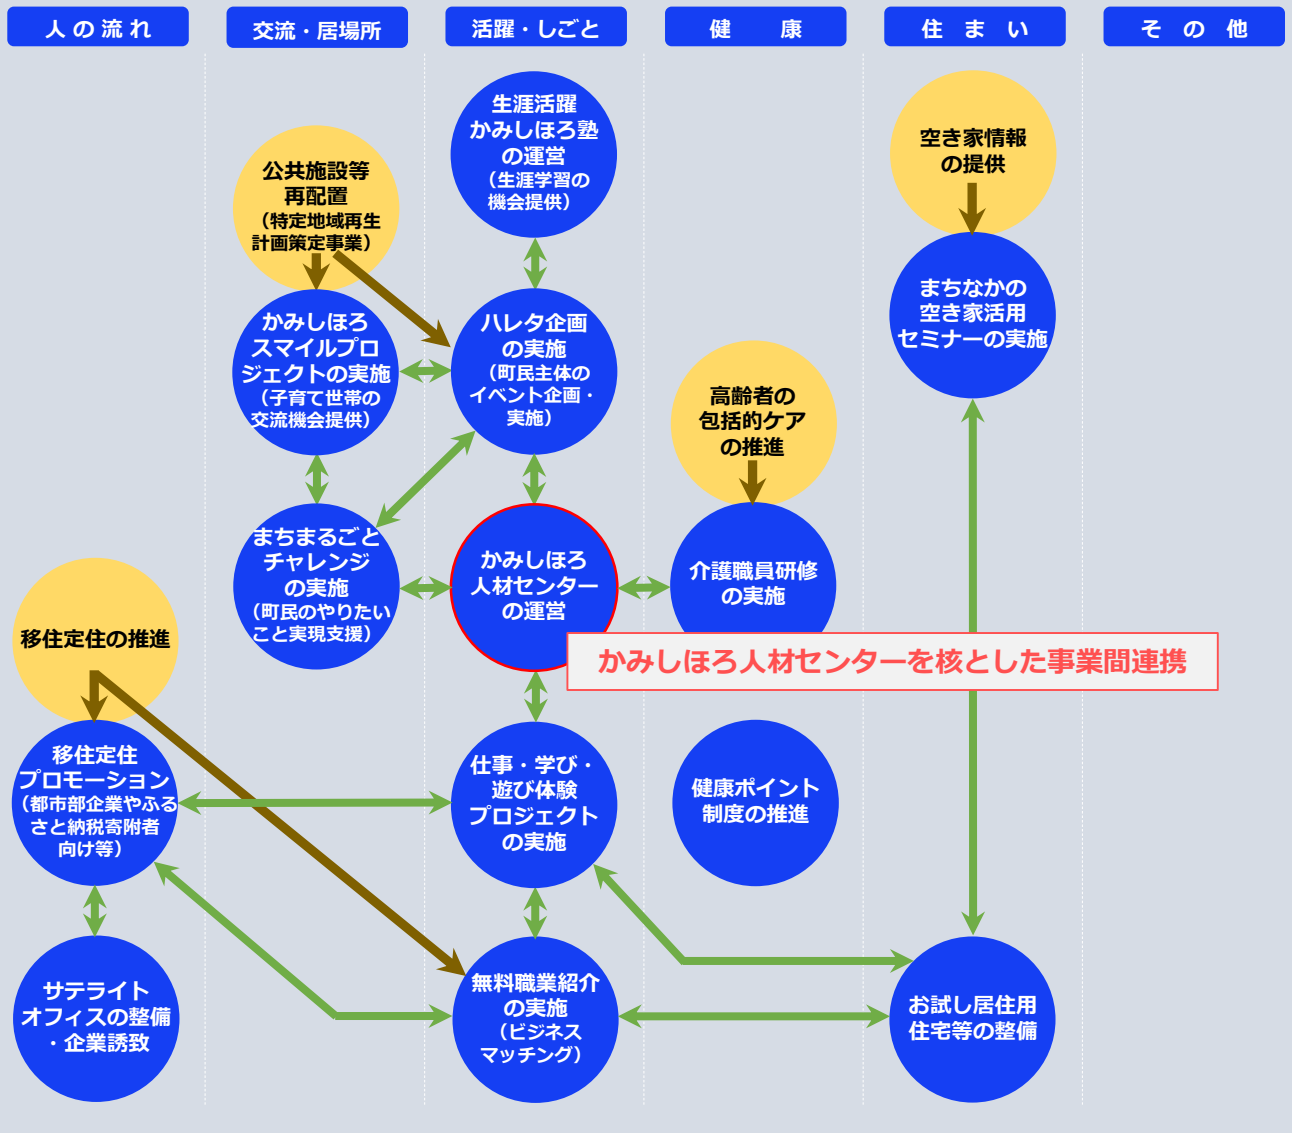 人の流れ
交流・居場所
活躍・しごと
健　康
住　ま　い
そ　の　他
移住定住の推進
移住定住
プロモーション
（都市部企業やふる
さと納税寄附者
向け等）
サテライト
オフィスの整備
・企業誘致
公共施設等
再配置
（特定地域再生
計画策定事業）
かみしほろ
スマイルプロ
ジェクトの実施
（子育て世帯の
交流機会提供）
まちまるごと
チャレンジ
の実施
（町民のやりたい
こと実現支援）
生涯活躍
かみしほろ塾
の運営
（生涯学習の
機会提供）
ハレタ企画
の実施
（町民主体の
イベント企画・
実施）
かみしほろ
人材センター
の運営
仕事・学び・
遊び体験
プロジェクト
の実施
無料職業紹介
の実施
（ビジネス
マッチング）
高齢者の
包括的ケア
の推進
介護職員研修
の実施
かみしほろ人材センターを核とした事業間連携
健康ポイント
制度の推進
空き家情報
の提供
まちなかの
空き家活用
セミナーの実施
お試し居住用
住宅等の整備